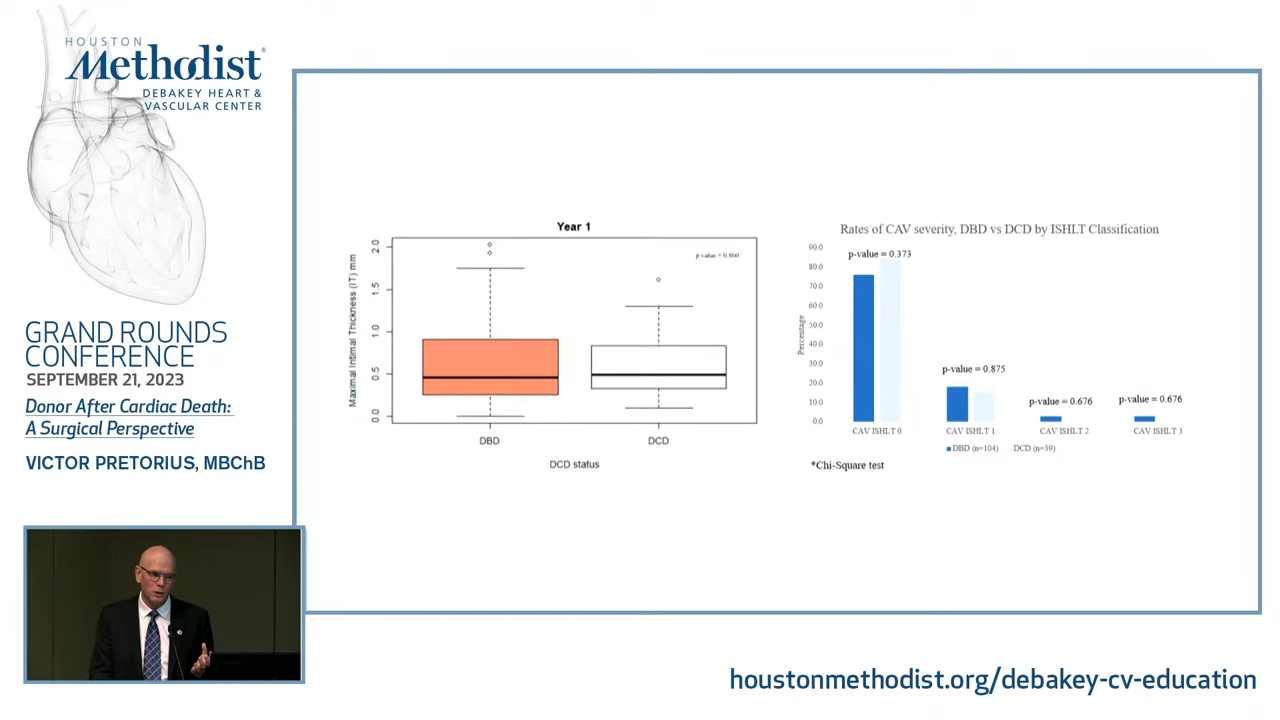 HOUSTON
Methodist®
DEBAKEY HEART &
VASCULAR CENTER
GRAND ROUNDS
CONFERENCE
SEPTEMBER 21, 2023
Donor After Cardiac Death:
A Surgical Perspective
VICTOR PRETORIUS, MBChB
Year 1
p value = 0.860
Maximal Intimal Thickness (IT) mm
2.0
1.5
1.0
0.5
0.0
DBD
DCD
DCD status
Rates of CAV severity, DBD vs DCD by ISHLT Classification
90.0
80.0
70.0
60.0
50.0
40.0
30.0
20.0
10.0
0.0
Percentage
p-value = 0.373
p-value = 0.875
p-value = 0.676
p-value = 0.676
CAV ISHLT 0
CAV ISHLT 1
CAV ISHLT 2
CAV ISHLT 3
DBD (n=104)
DCD (n=39)
*Chi-Square test
houstonmethodist.org/debakey-cv-education